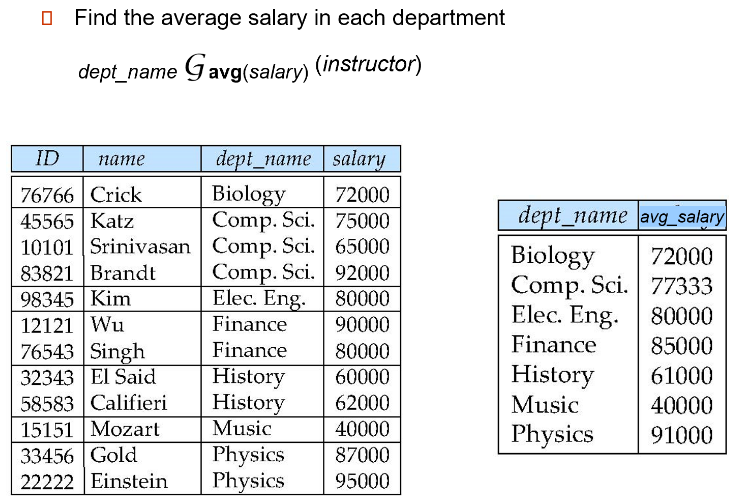 Find the average salary in each department
dept_name 𝒢 avg(salary) (instructor)
ID name dept_name salary
76766 Crick Biology 72000
45565 Katz Comp. Sci. 75000
10101 Srinivasan Comp. Sci. 65000
83821 Brandt Comp. Sci. 92000
98345 Kim Elec. Eng. 80000
12121 Wu Finance 90000
76543 Singh Finance 80000
32343 El Said History 60000
58583 Califieri History 62000
15151 Mozart Music 40000
33456 Gold Physics 87000
22222 Einstein Physics 95000
dept_name avg_salary
Biology 72000
Comp. Sci. 77333
Elec. Eng. 80000
Finance 85000
History 61000
Music 40000
Physics 91000